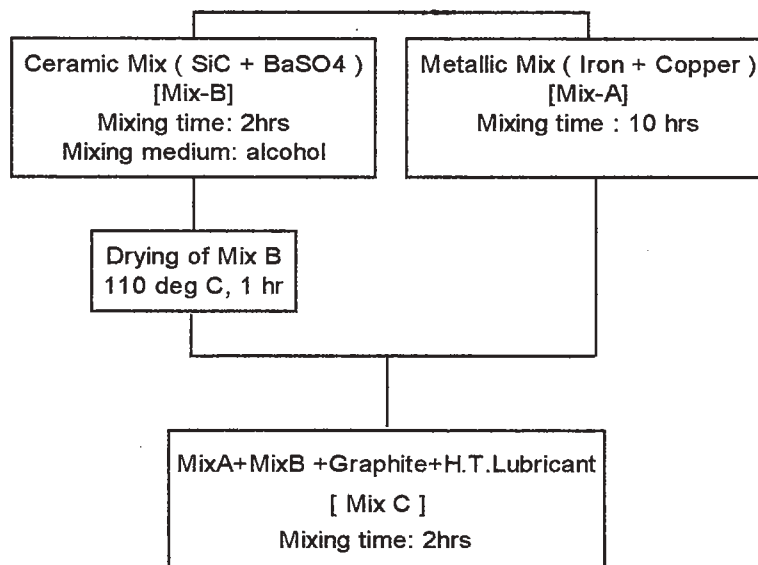 Ceramic Mix ( SiC + BaSO4 )
[Mix-B]
Mixing time: 2hrs
Mixing medium: alcohol
Metallic Mix ( Iron + Copper )
[Mix-A]
Mixing time : 10 hrs
Drying of Mix B
110 deg C, 1 hr
MixA+MixB +Graphite+H.T.Lubricant
[ Mix C ]
Mixing time: 2hrs